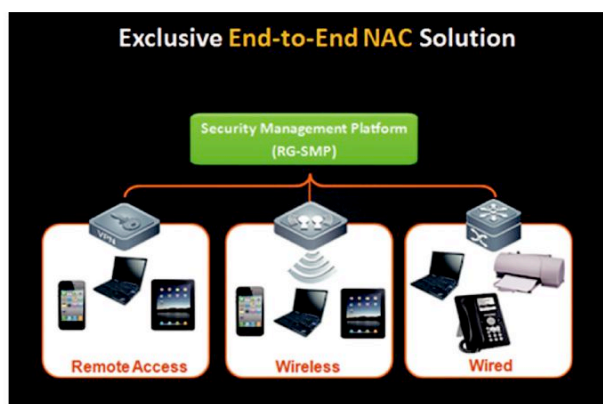 Exclusive End-to-End NAC Solution
Security Management Platform
(RG-SMP)
VPN
Remote Access
Wireless
Wired